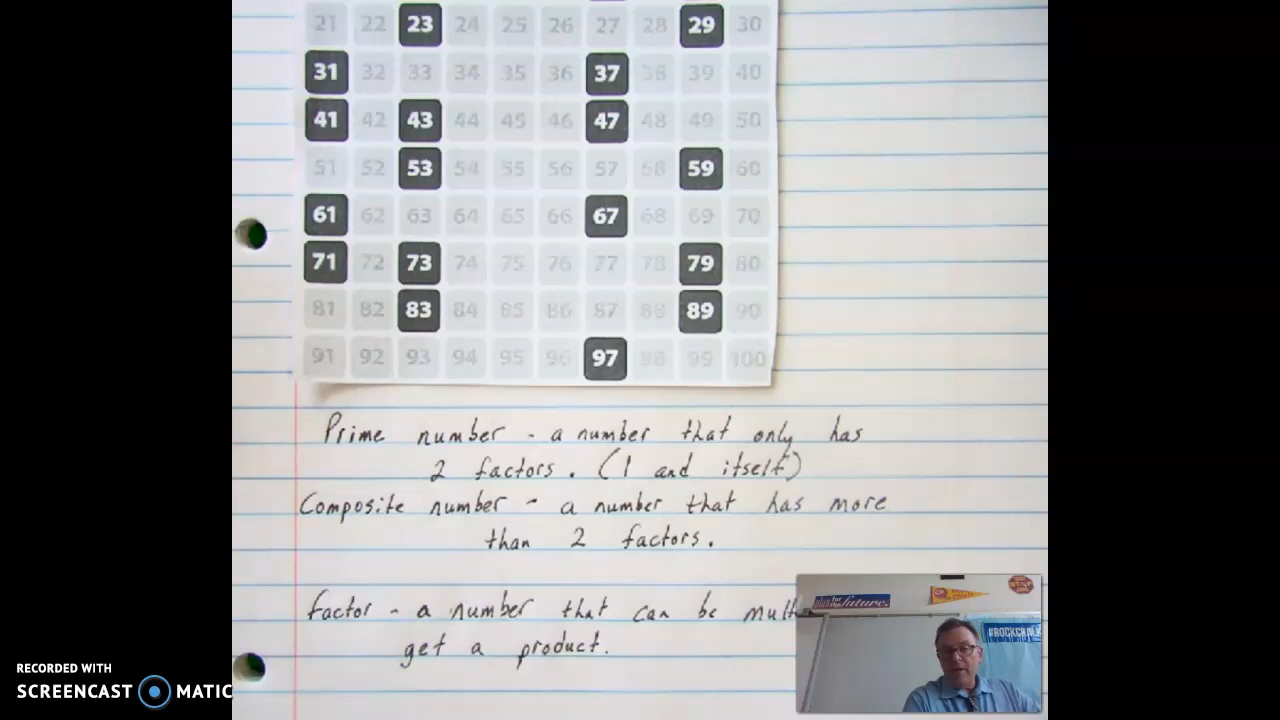 21 22 23 24 25 26 27 28 29 30
31 32 33 34 35 36 37 38 39 40
41 42 43 44 45 46 47 48 49 50
51 52 53 54 55 56 57 58 59 60
61 62 63 64 65 66 67 68 69 70
71 72 73 74 75 76 77 78 79 80
81 82 83 84 85 86 87 88 89 90
91 92 93 94 95 96 97 98 99 100
Prime number - a number that only has
2 factors. (1 and itself)
Composite number - a number that has more
than 2 factors.
factor - a number that can be mult
get a product.
plan for the future.
#ROCKCHALK
RECORDED WITH
SCREENCAST MATIC